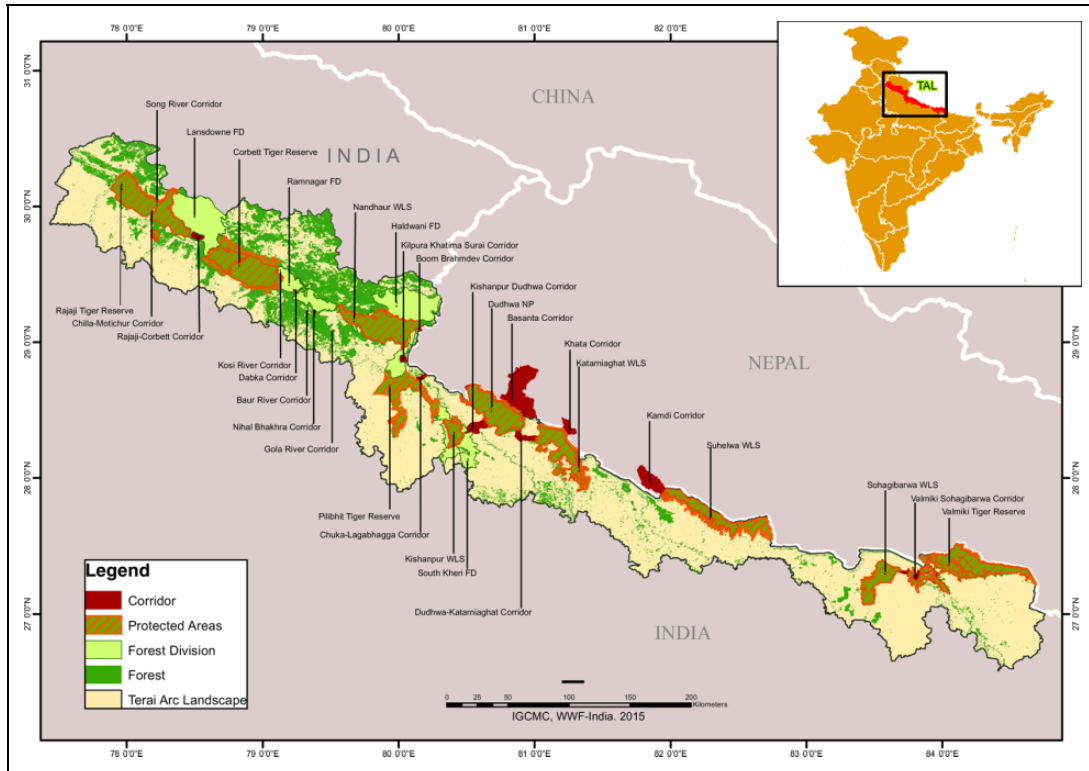 78 0'0"E
79 0'0"E
80 0'0"E
81 0'0"E
82 0'0"E
TAL
31 0'0"N
30 0'0"N
29 0'0"N
28 0'0"N
27 0'0"N
CHINA
INDIA
NEPAL
INDIA
Song River Corridor
Lansdowne FD
Corbett Tiger Reserve
Ramnagar FD
Nandhaur WLS
Haldwani FD
Kilpura Khatima Surai Corridor
Boom Brahmdev Corridor
Kishanpur Dudhwa Corridor
Dudhwa NP
Basanta Corridor
Khata Corridor
Katarniaghat WLS
Kamdi Corridor
Suhelwa WLS
Sohagibarwa WLS
Valmiki Sohagibarwa Corridor
Valmiki Tiger Reserve
Rajaji Tiger Reserve
Chilla-Motichur Corridor
Rajaji-Corbett Corridor
Kosi River Corridor
Dabka Corridor
Baur River Corridor
Nihal Bhakhra Corridor
Gola River Corridor
Pilibhit Tiger Reserve
Chuka-Lagabhagga Corridor
Kishanpur WLS
South Kheri FD
Dudhwa-Katarniaghat Corridor
29 0'0"N
28 0'0"N
27 0'0"N
Legend
Corridor
Protected Areas
Forest Division
Forest
Terai Arc Landscape
0 25 50 100 150 200
Kilometers
IGCMC, WWF-India. 2015
78 0'0"E
79 0'0"E
80 0'0"E
81 0'0"E
82 0'0"E
83 0'0"E
84 0'0"E